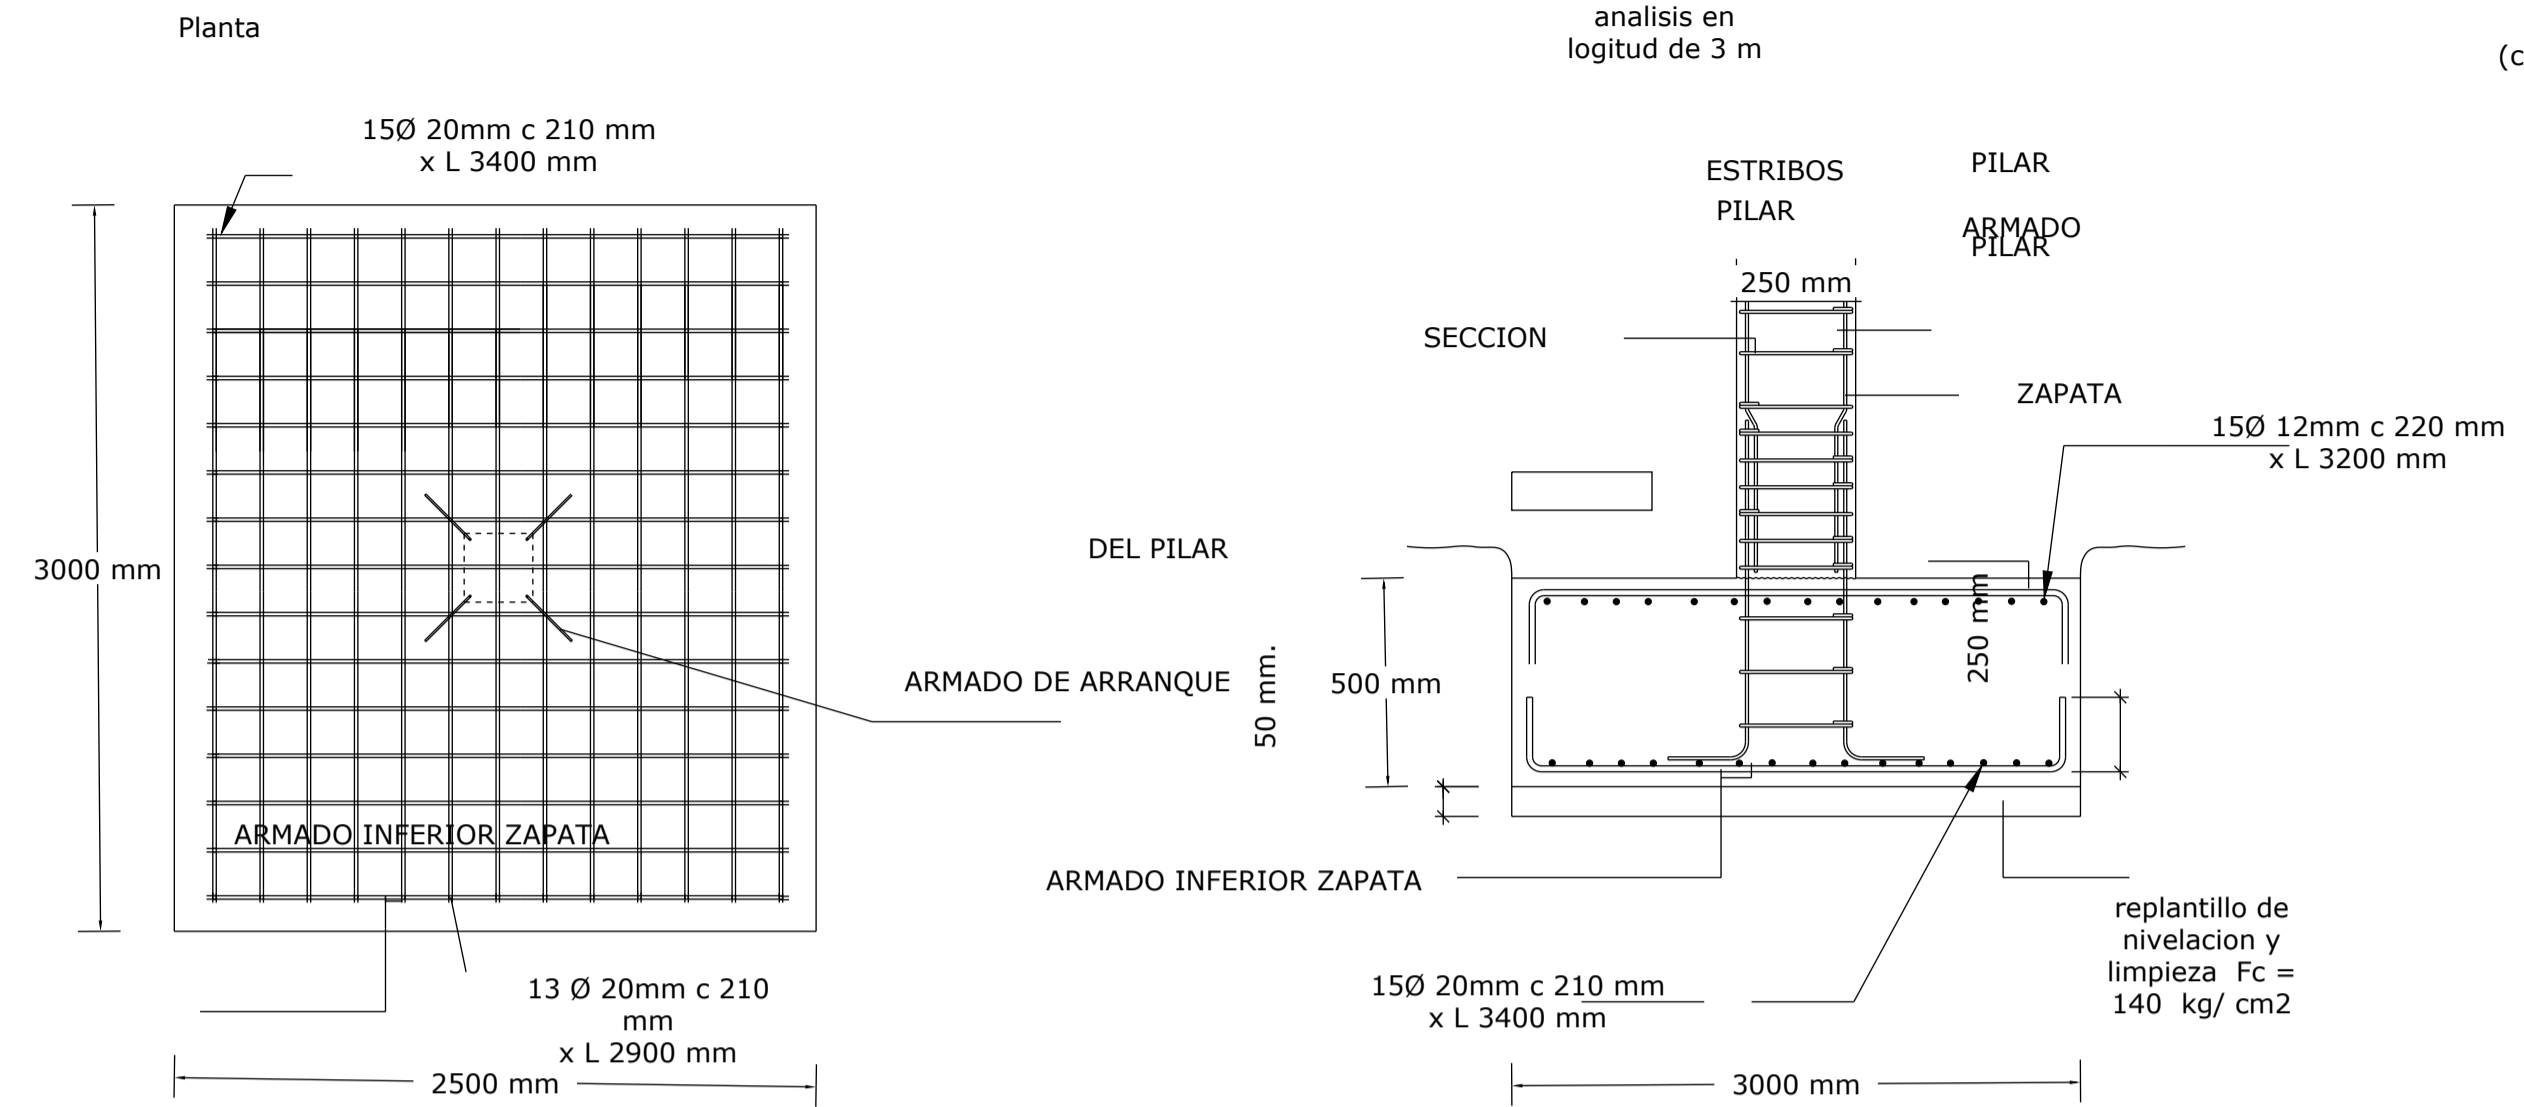 Planta
analisis en
logitud de 3 m
(c
15Ø 20mm c 210 mm
x L 3400 mm
3000 mm
ARMADO INFERIOR ZAPATA
13 Ø 20mm c 210
mm
x L 2900 mm
2500 mm
DEL PILAR
ARMADO DE ARRANQUE
50 mm.
ESTRIBOS
PILAR
PILAR
ARMADO
PILAR
250 mm
SECCION
ZAPATA
15Ø 12mm c 220 mm
x L 3200 mm
500 mm
250 mm
ARMADO INFERIOR ZAPATA
replantillo de
nivelacion y
limpieza  Fc =
140  kg/ cm2
15Ø 20mm c 210 mm
x L 3400 mm
3000 mm